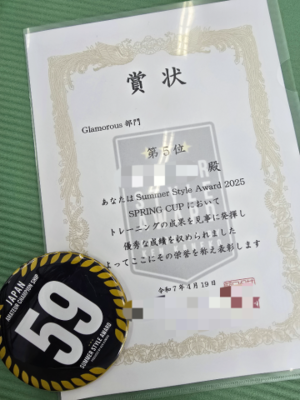 賞状
Glamorous 部門
第5位
殿
あなたは Summer Style Award 2025
SPRING CUP において
トレーニングの成果を見事に発揮し
優秀な成績を収められました
よってここにその栄誉を称え表彰します
令和7年4月19日
JAPAN
AMATEUR CHAMPION SHIP
59
SUMMER STYLE AWARD